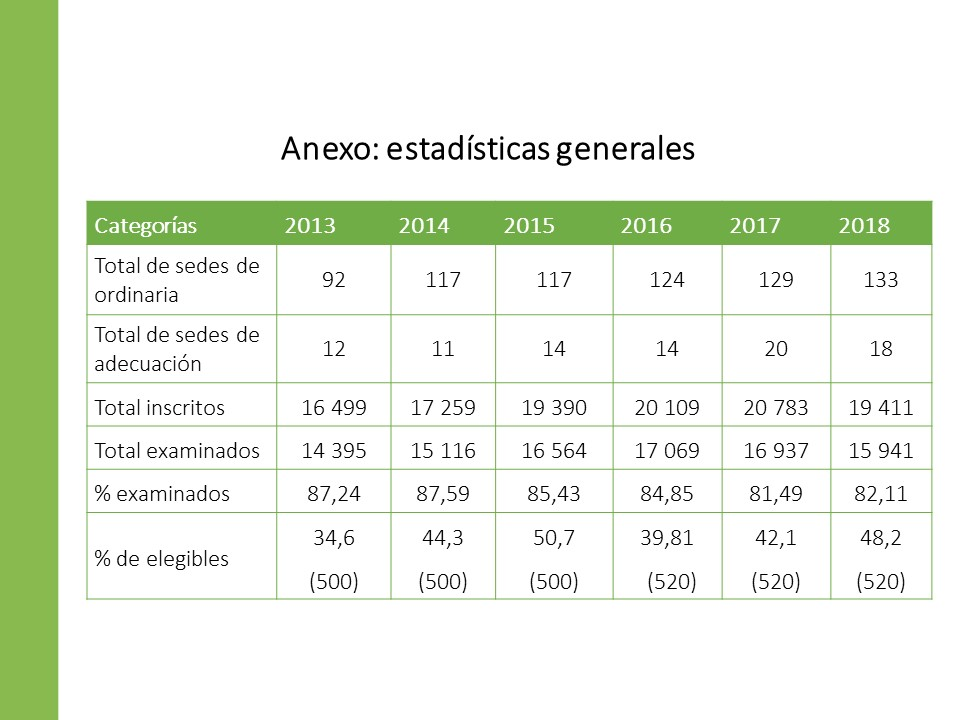 Anexo: estadísticas generales
Categorías 2013 2014 2015 2016 2017 2018
Total de sedes de
ordinaria 92 117 117 124 129 133
Total de sedes de
adecuación 12 11 14 14 20 18
Total inscritos 16 499 17 259 19 390 20 109 20 783 19 411
Total examinados 14 395 15 116 16 564 17 069 16 937 15 941
% examinados 87,24 87,59 85,43 84,85 81,49 82,11
% de elegibles 34,6 44,3 50,7 39,81 42,1 48,2
(500) (500) (500) (520) (520) (520)